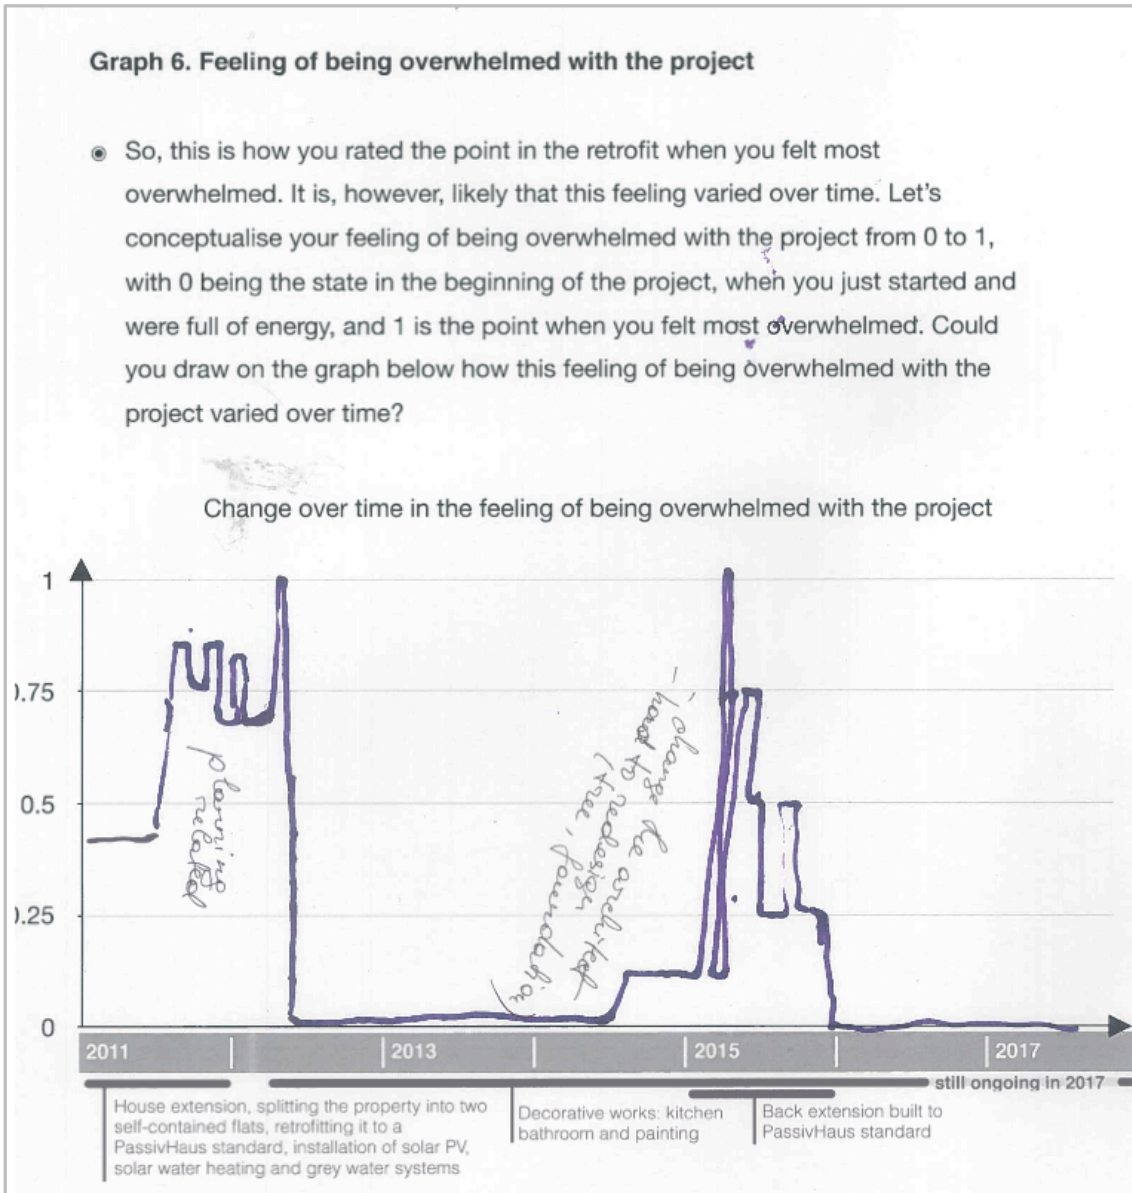 Graph 6. Feeling of being overwhelmed with the project
So, this is how you rated the point in the retrofit when you felt most
overwhelmed. It is, however, likely that this feeling varied over time. Let's
conceptualise your feeling of being overwhelmed with the project from 0 to 1,
with 0 being the state in the beginning of the project, when you just started and
were full of energy, and 1 is the point when you felt most overwhelmed. Could
you draw on the graph below how this feeling of being overwhelmed with the
project varied over time?
Change over time in the feeling of being overwhelmed with the project
1
.75
0.5
.25
0
planning
related
- change the architect
- had to redesign
(tree, foundation
2011
2013
2015
2017
still ongoing in 2017
House extension, splitting the property into two
self-contained flats, retrofitting it to a
PassivHaus standard, installation of solar PV,
solar water heating and grey water systems
Decorative works: kitchen
bathroom and painting
Back extension built to
PassivHaus standard